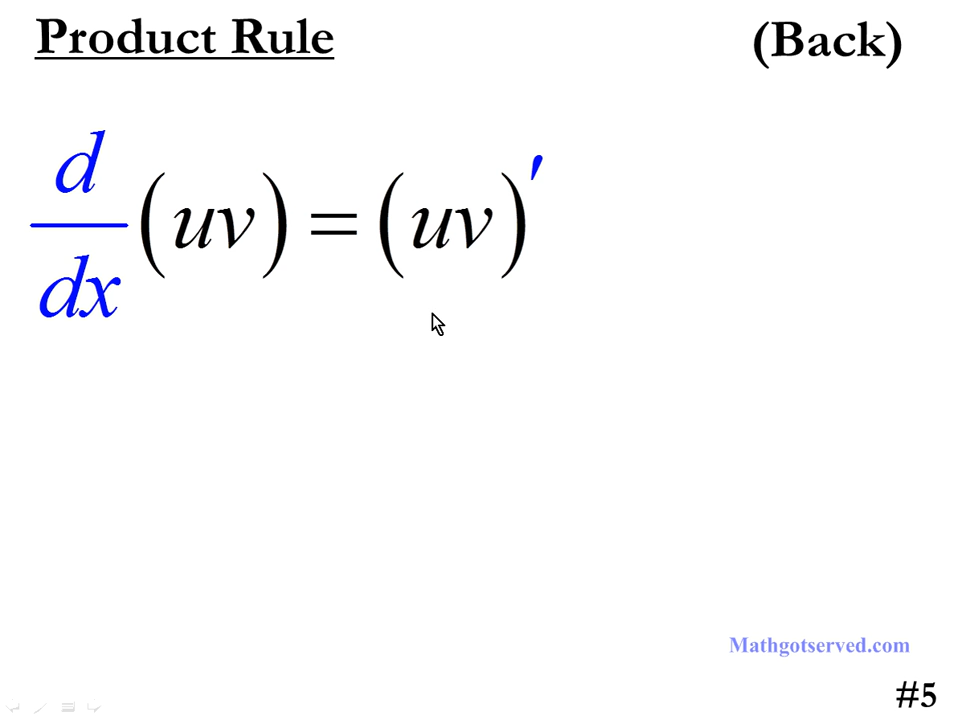 Product Rule
(Back)
d/dx (uv) = (uv)′
Mathgotserved.com
#5